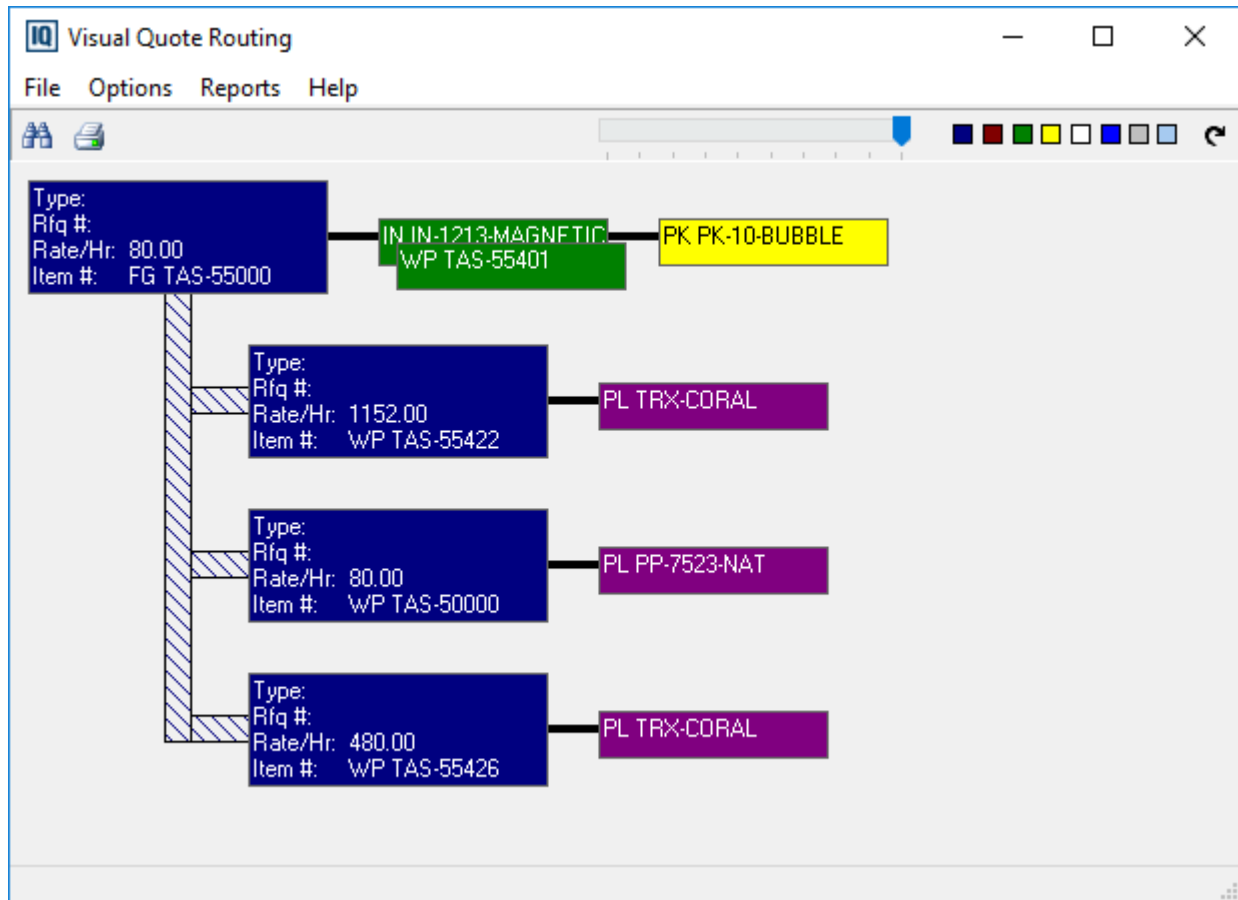 IQ Visual Quote Routing
File Options Reports Help
Type:
Rfq #:
Rate/Hr: 80.00
Item #: FG TAS-55000
IN IN-1213-MAGNETIC
WP TAS-55401
PK PK-10-BUBBLE
Type:
Rfq #:
Rate/Hr: 1152.00
Item #: WP TAS-55422
PL TRX-CORAL
Type:
Rfq #:
Rate/Hr: 80.00
Item #: WP TAS-50000
PL PP-7523-NAT
Type:
Rfq #:
Rate/Hr: 480.00
Item #: WP TAS-55426
PL TRX-CORAL